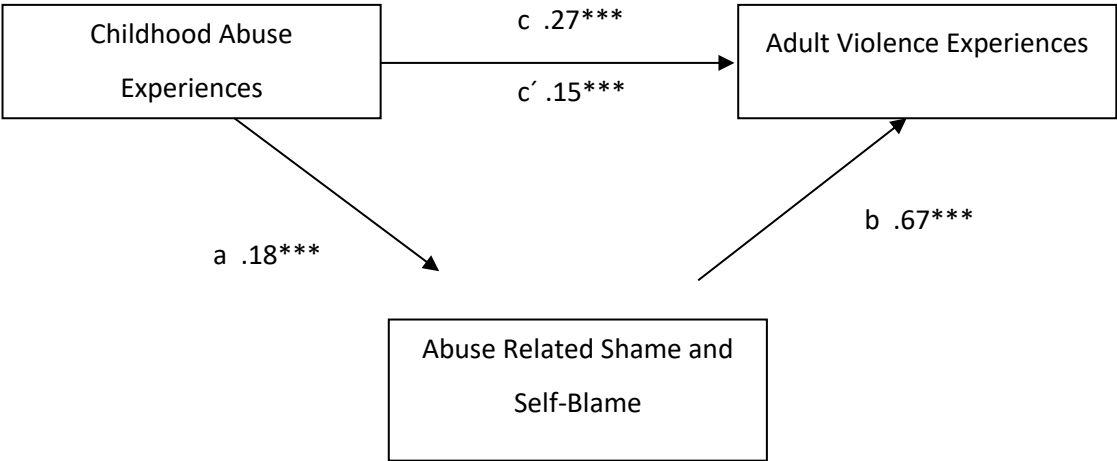 Childhood Abuse
Experiences
c .27***
c´ .15***
Adult Violence Experiences
a .18***
b .67***
Abuse Related Shame and
Self-Blame